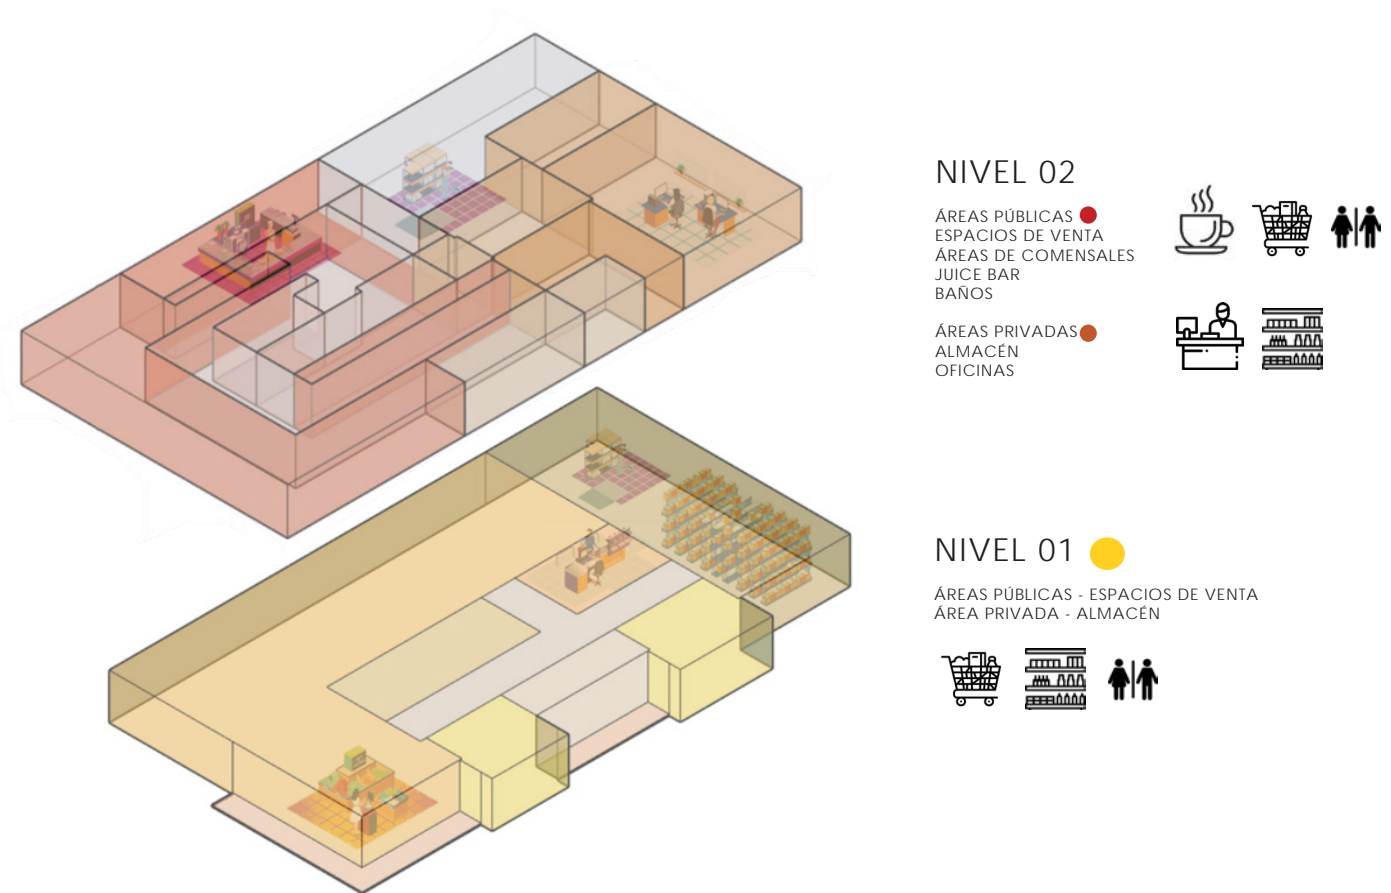 NIVEL 02
ÁREAS PÚBLICAS
ESPACIOS DE VENTA
ÁREAS DE COMENSALES
JUICE BAR
BAÑOS
ÁREAS PRIVADAS
ALMACÉN
OFICINAS
NIVEL 01
ÁREAS PÚBLICAS - ESPACIOS DE VENTA
ÁREA PRIVADA - ALMACÉN